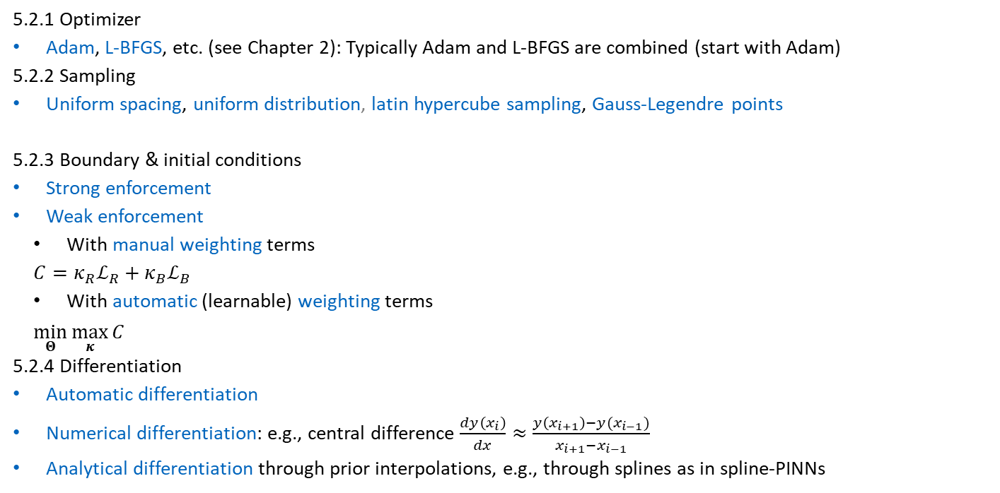 5.2.1 Optimizer
• Adam, L-BFGS, etc. (see Chapter 2): Typically Adam and L-BFGS are combined (start with Adam)
5.2.2 Sampling
• Uniform spacing, uniform distribution, latin hypercube sampling, Gauss-Legendre points
5.2.3 Boundary & initial conditions
• Strong enforcement
• Weak enforcement
• With manual weighting terms
$C = \kappa_R \mathcal{L}_R + \kappa_B \mathcal{L}_B$
• With automatic (learnable) weighting terms
$\min_{\boldsymbol{\Theta}} \max_{\boldsymbol{\kappa}} C$
5.2.4 Differentiation
• Automatic differentiation
• Numerical differentiation: e.g., central difference $\frac{dy(x_i)}{dx} \approx \frac{y(x_{i+1})-y(x_{i-1})}{x_{i+1}-x_{i-1}}$
• Analytical differentiation through prior interpolations, e.g., through splines as in spline-PINNs